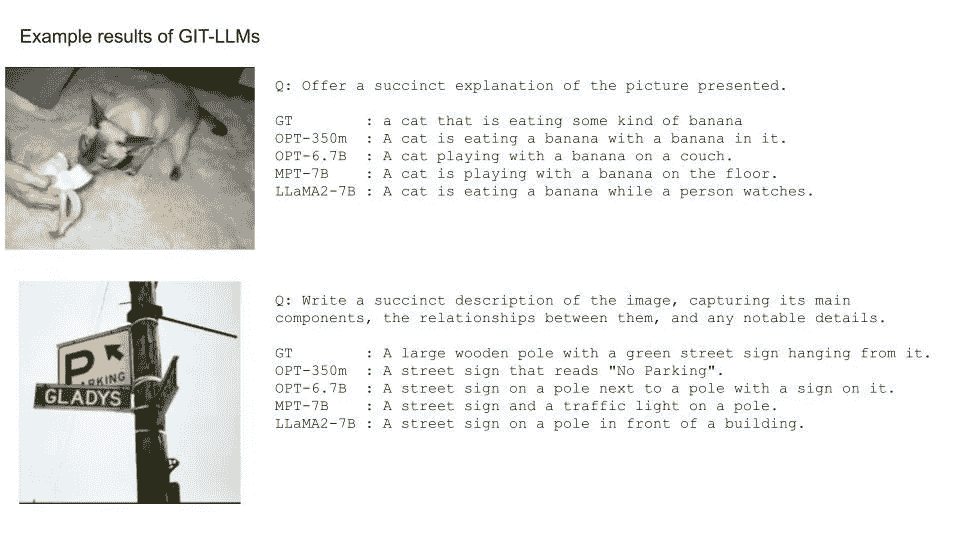 Example results of GIT-LLMs
Q: Offer a succinct explanation of the picture presented.
GT : a cat that is eating some kind of banana
OPT-350m : A cat is eating a banana with a banana in it.
OPT-6.7B : A cat playing with a banana on a couch.
MPT-7B : A cat is playing with a banana on the floor.
LLaMA2-7B : A cat is eating a banana while a person watches.
P
ARKING
GLADYS
Q: Write a succinct description of the image, capturing its main
components, the relationships between them, and any notable details.
GT : A large wooden pole with a green street sign hanging from it.
OPT-350m : A street sign that reads "No Parking".
OPT-6.7B : A street sign on a pole next to a pole with a sign on it.
MPT-7B : A street sign and a traffic light on a pole.
LLaMA2-7B : A street sign on a pole in front of a building.